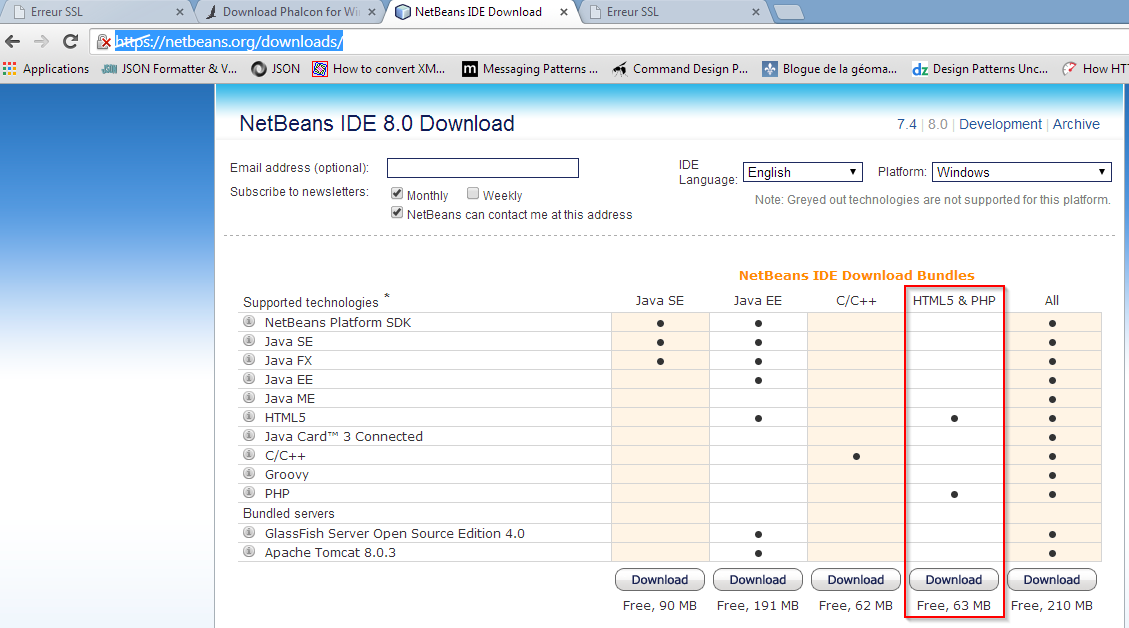 Erreur SSL
Download Phalcon for Wi
NetBeans IDE Download
Erreur SSL
https://netbeans.org/downloads/
Applications JSON Formatter & V... JSON How to convert XM... Messaging Patterns ... Command Design P... Blogue de la géoma... dz Design Patterns Unc... How HT
NetBeans IDE 8.0 Download
7.4 | 8.0 | Development | Archive
Email address (optional):
Subscribe to newsletters:
Monthly Weekly
NetBeans can contact me at this address
IDE Language: English
Platform: Windows
Note: Greyed out technologies are not supported for this platform.
NetBeans IDE Download Bundles
Supported technologies * Java SE Java EE C/C++ HTML5 & PHP All
NetBeans Platform SDK • • •
Java SE • • •
Java FX • • •
Java EE • •
Java ME •
HTML5 • • •
Java Card™ 3 Connected •
C/C++ • •
Groovy •
PHP • •
Bundled servers
GlassFish Server Open Source Edition 4.0 • •
Apache Tomcat 8.0.3 • •
Download Download Download Download Download
Free, 90 MB Free, 191 MB Free, 62 MB Free, 63 MB Free, 210 MB